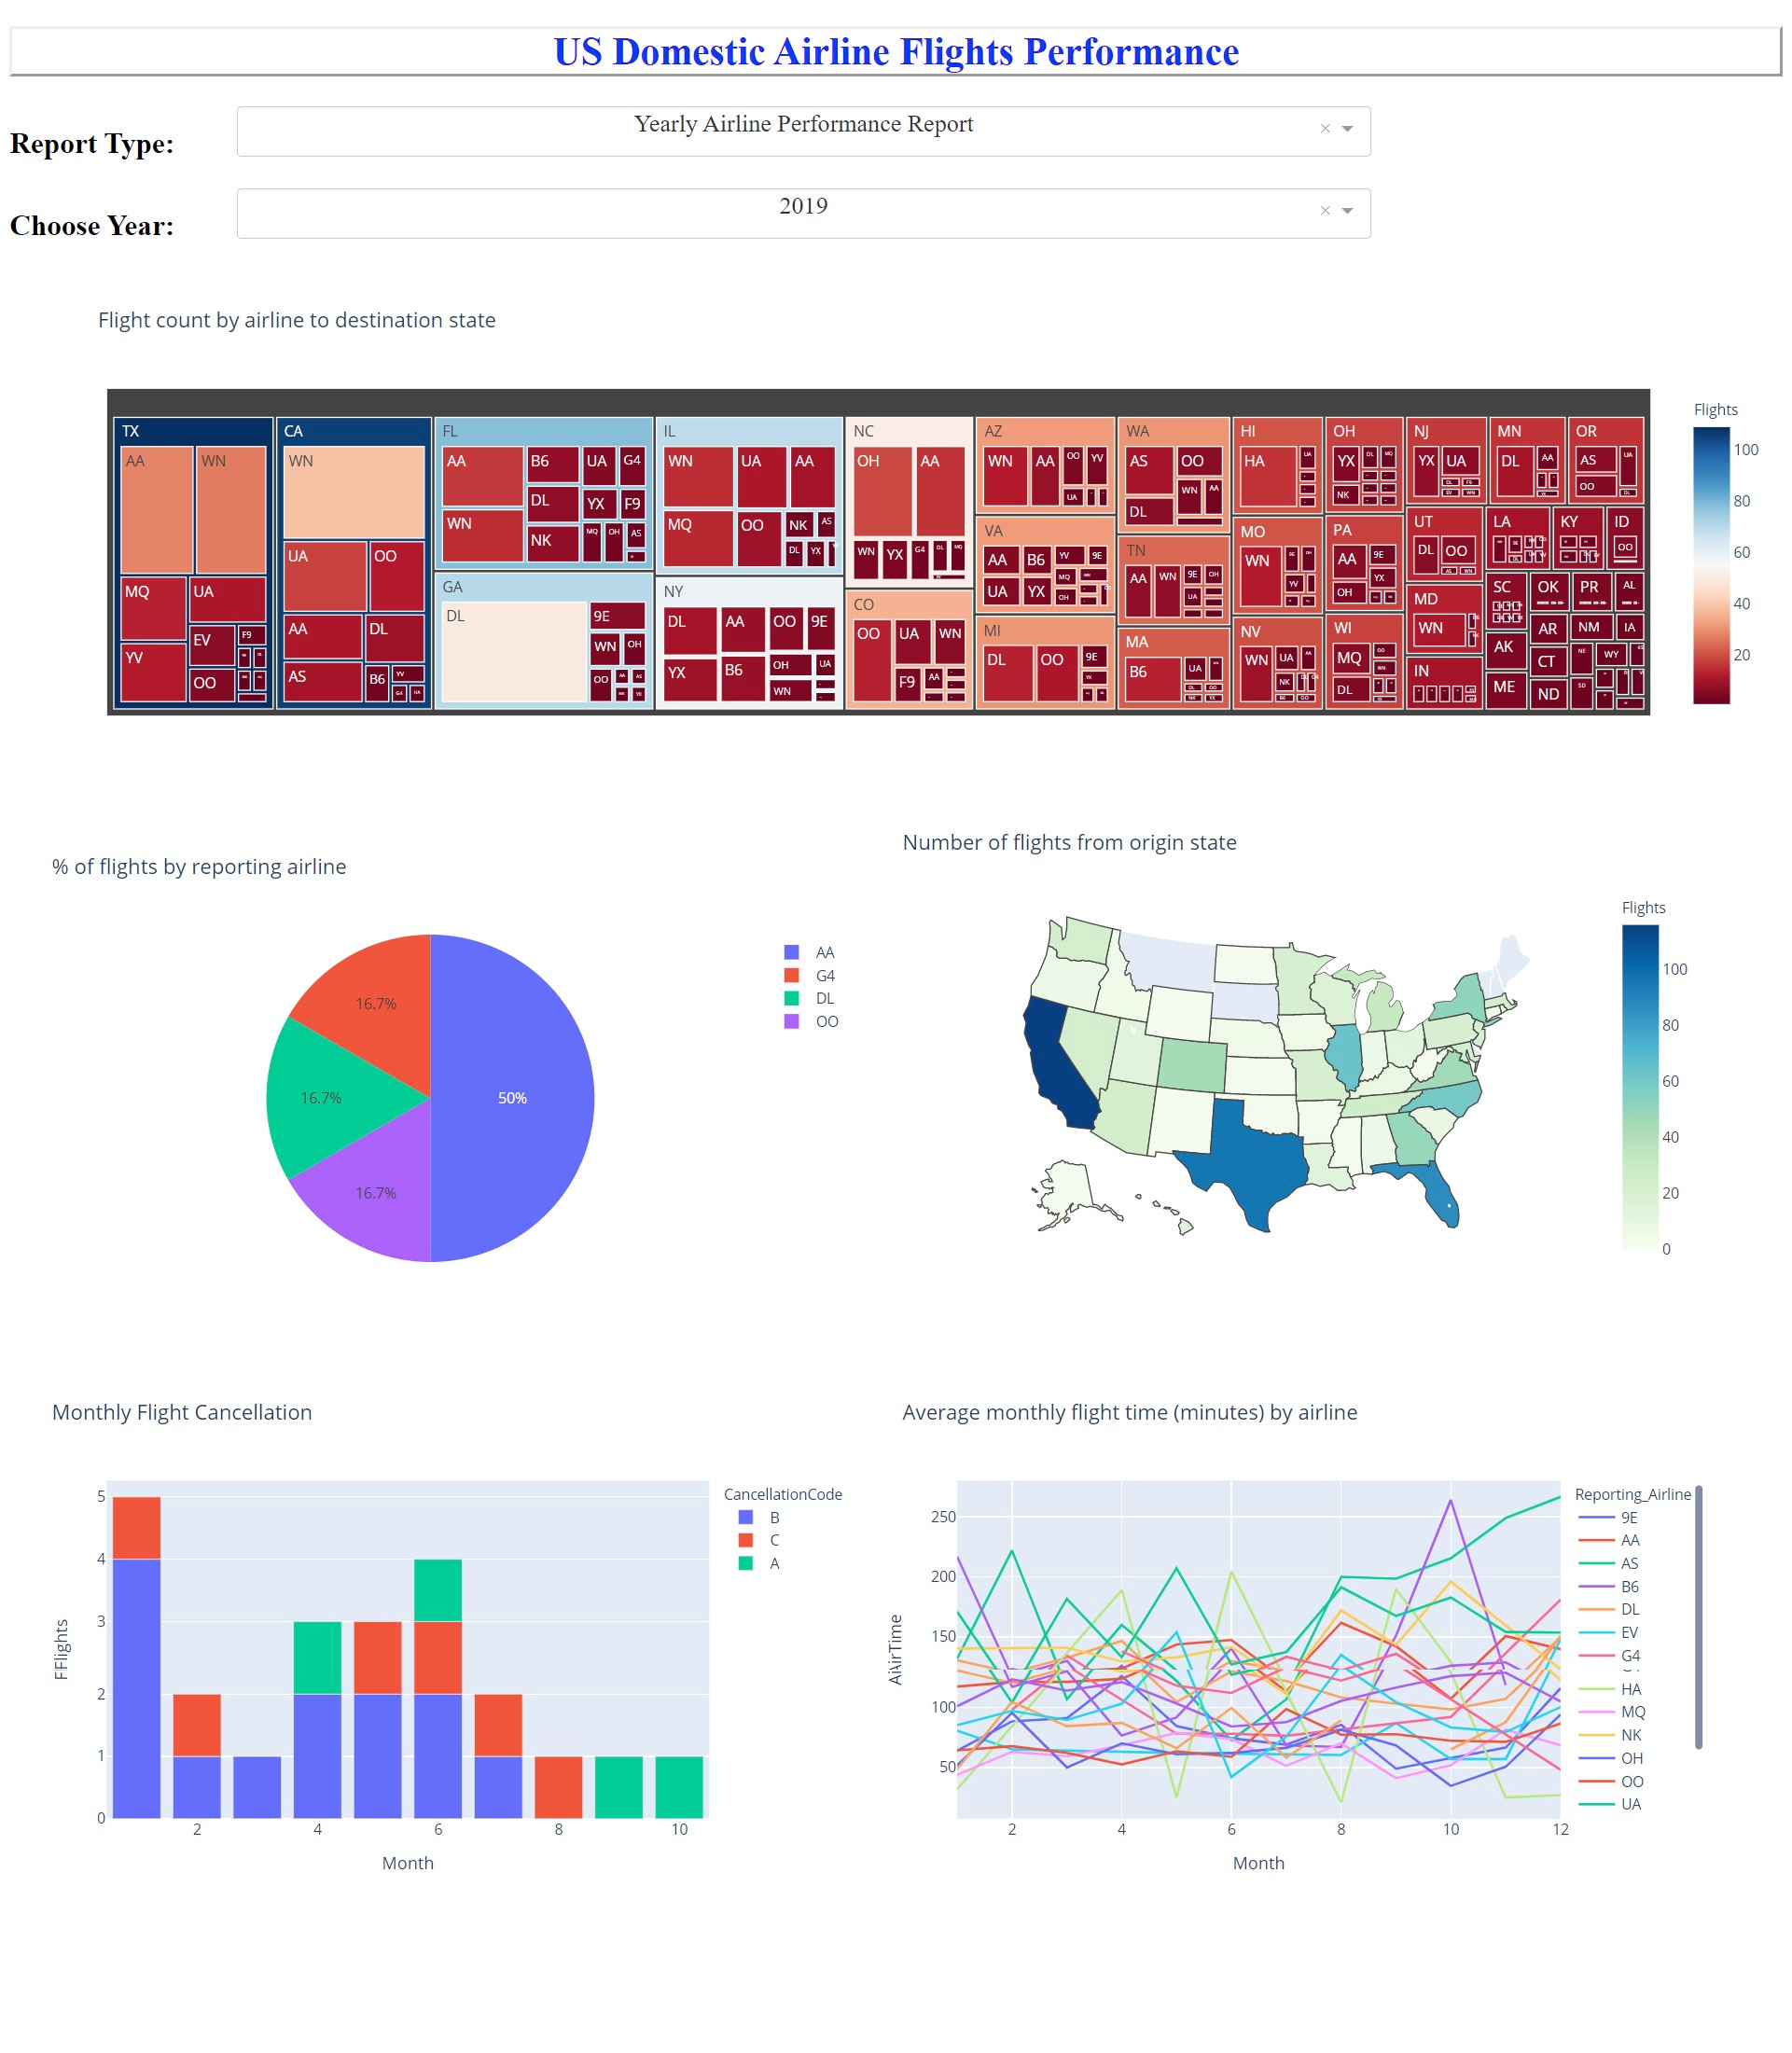 US Domestic Airline Flights Performance
Report Type:
Yearly Airline Performance Report
×
Choose Year:
2019
×
Flight count by airline to destination state
TX
AA
WN
MQ
UA
YV
EV
F9
OO
CA
WN
UA
OO
AA
DL
AS
B6
YV
G4
HA
FL
AA
B6
UA
G4
DL
YX
F9
WN
NK
MQ
OH
AS
GA
DL
9E
WN
OH
OO
AA
AS
YX
IL
WN
UA
AA
MQ
OO
NK
AS
DL
YX
NY
DL
AA
OO
9E
YX
B6
OH
UA
WN
NC
OH
AA
WN
YX
G4
DL
MQ
CO
OO
UA
WN
F9
AA
AZ
WN
AA
OO
YV
UA
VA
AA
B6
YV
9E
MQ
UA
YX
OH
MI
DL
OO
9E
YX
WA
AS
OO
WN
AA
DL
TN
AA
WN
9E
OH
UA
MA
B6
UA
DL
OO
NK
YX
HI
HA
UA
MO
WN
YV
NV
WN
UA
AA
NK
B6
OO
OH
YX
DL
MQ
NK
PA
AA
9E
YX
OH
WI
MQ
OO
WN
DL
NJ
YX
UA
DL
F9
EV
WN
UT
DL
OO
AS
WN
MD
WN
IN
MN
DL
AA
OR
AS
UA
OO
DL
LA
KY
ID
OO
SC
OK
PR
AL
AK
AR
NM
IA
ME
CT
NE
WY
ND
SD
Flights
100
80
60
40
20
% of flights by reporting airline
16.7%
16.7%
50%
16.7%
AA
G4
DL
OO
Number of flights from origin state
Flights
100
80
60
40
20
0
Monthly Flight Cancellation
5
4
3
2
1
0
FFlights
2
4
6
8
10
Month
CancellationCode
B
C
A
Average monthly flight time (minutes) by airline
250
200
150
100
50
2
4
6
8
10
12
Month
Reporting_Airline
9E
AA
AS
B6
DL
EV
G4
HA
MQ
NK
OH
OO
UA